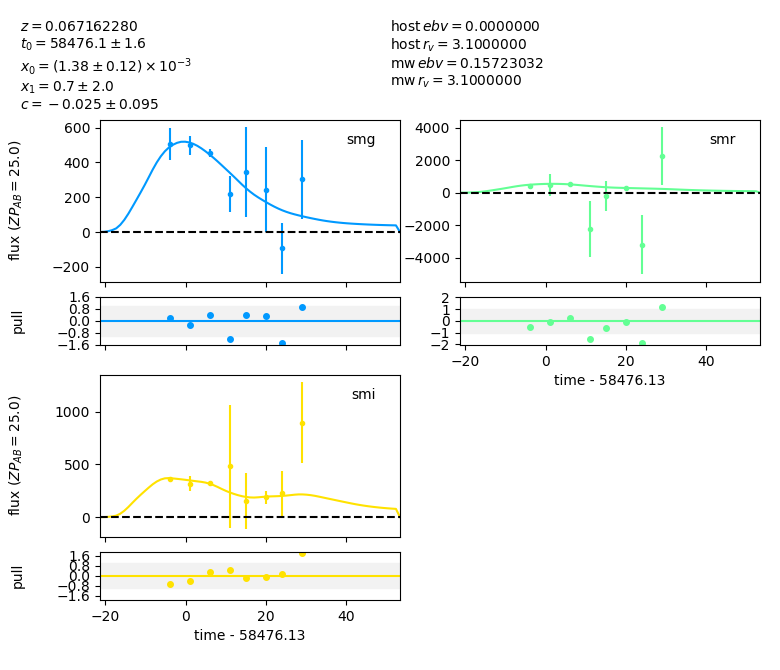 z = 0.067162280
t₀ = 58476.1 ± 1.6
x₀ = (1.38 ± 0.12) × 10⁻³
x₁ = 0.7 ± 2.0
c = −0.025 ± 0.095
host ebv = 0.0000000
host r_v = 3.1000000
mw ebv = 0.15723032
mw r_v = 3.1000000
flux (ZP_AB = 25.0)
600
400
200
0
−200
smg
4000
2000
0
−2000
−4000
smr
pull
1.6
0.8
0.0
−0.8
−1.6
2
1
0
−1
−2
−20
0
20
40
time - 58476.13
flux (ZP_AB = 25.0)
1000
500
0
smi
pull
1.6
0.8
0.0
−0.8
−1.6
−20
0
20
40
time - 58476.13